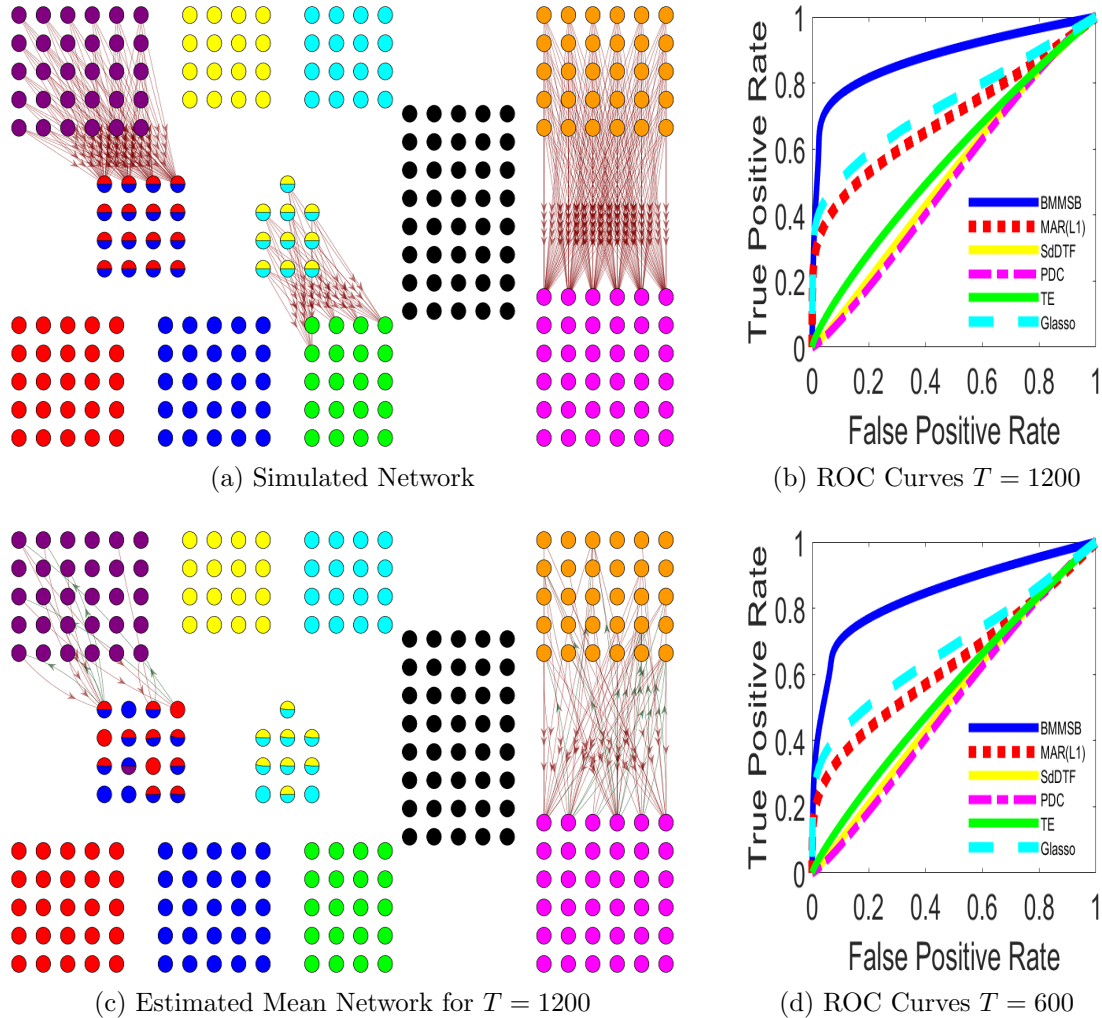 1
0.8
0.6
0.4
0.2
0
True Positive Rate
BMMSB
MAR(L1)
SdDTF
PDC
TE
Glasso
0 0.2 0.4 0.6 0.8 1
False Positive Rate
(a) Simulated Network
(b) ROC Curves T = 1200
1
0.8
0.6
0.4
0.2
0
True Positive Rate
BMMSB
MAR(L1)
SdDTF
PDC
TE
Glasso
0 0.2 0.4 0.6 0.8 1
False Positive Rate
(c) Estimated Mean Network for T = 1200
(d) ROC Curves T = 600